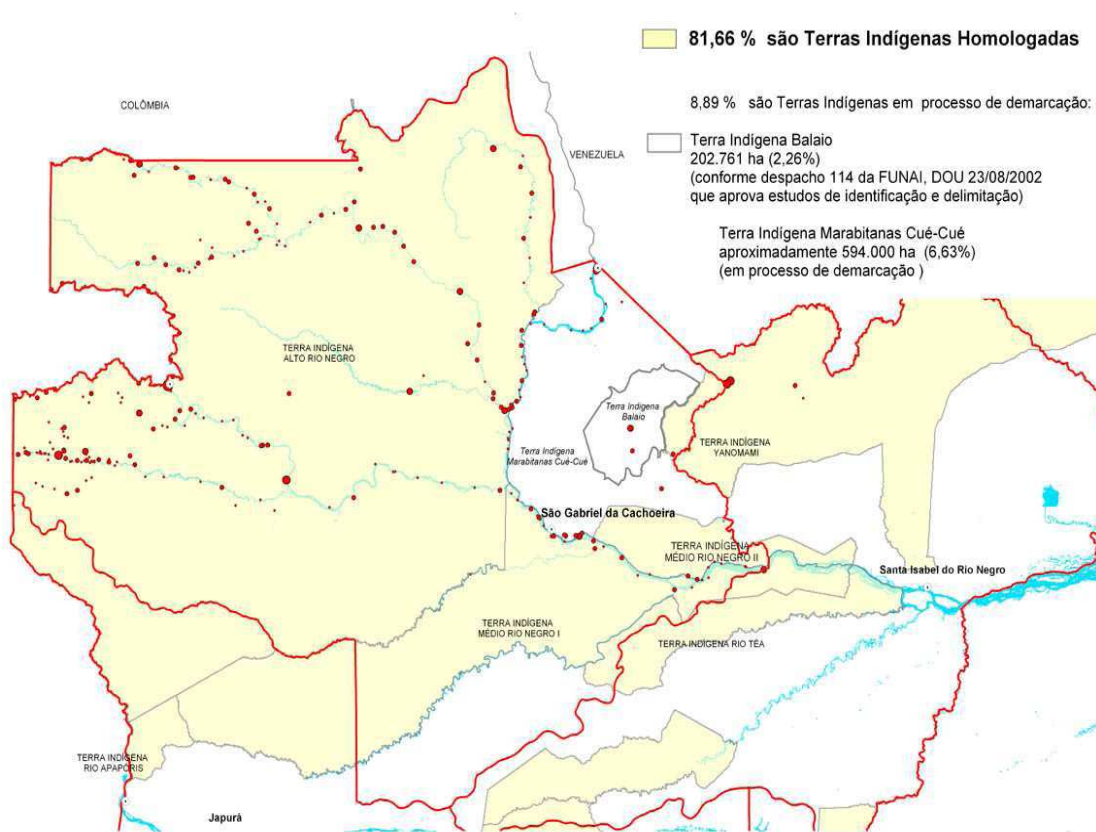 81,66 % são Terras Indígenas Homologadas
8,89 % são Terras Indígenas em processo de demarcação:
Terra Indígena Balaio
202.761 ha (2,26%)
(conforme despacho 114 da FUNAI, DOU 23/08/2002
que aprova estudos de identificação e delimitação)
Terra Indígena Marabitanas Cué-Cué
aproximadamente 594.000 ha (6,63%)
(em processo de demarcação )
COLÔMBIA
VENEZUELA
TERRA INDÍGENA
ALTO RIO NEGRO
Terra Indígena
Balaio
Terra Indígena
Marabitanas Cué-Cué
TERRA INDÍGENA
YANOMAMI
São Gabriel da Cachoeira
TERRA INDÍGENA
MÉDIO RIO NEGRO II
Santa Isabel do Rio Negro
TERRA INDÍGENA
MÉDIO RIO NEGRO I
TERRA INDÍGENA RIO TÉA
TERRA INDÍGENA
RIO APAPÓRIS
Japurá